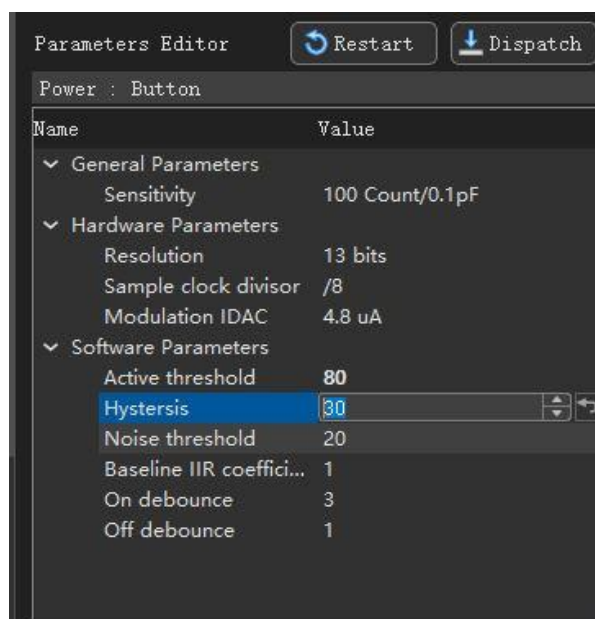 Parameters Editor Restart Dispatch
Power : Button
Name Value
General Parameters
Sensitivity 100 Count/0.1pF
Hardware Parameters
Resolution 13 bits
Sample clock divisor /8
Modulation IDAC 4.8 uA
Software Parameters
Active threshold 80
Hystersis 30
Noise threshold 20
Baseline IIR coeffici... 1
On debounce 3
Off debounce 1